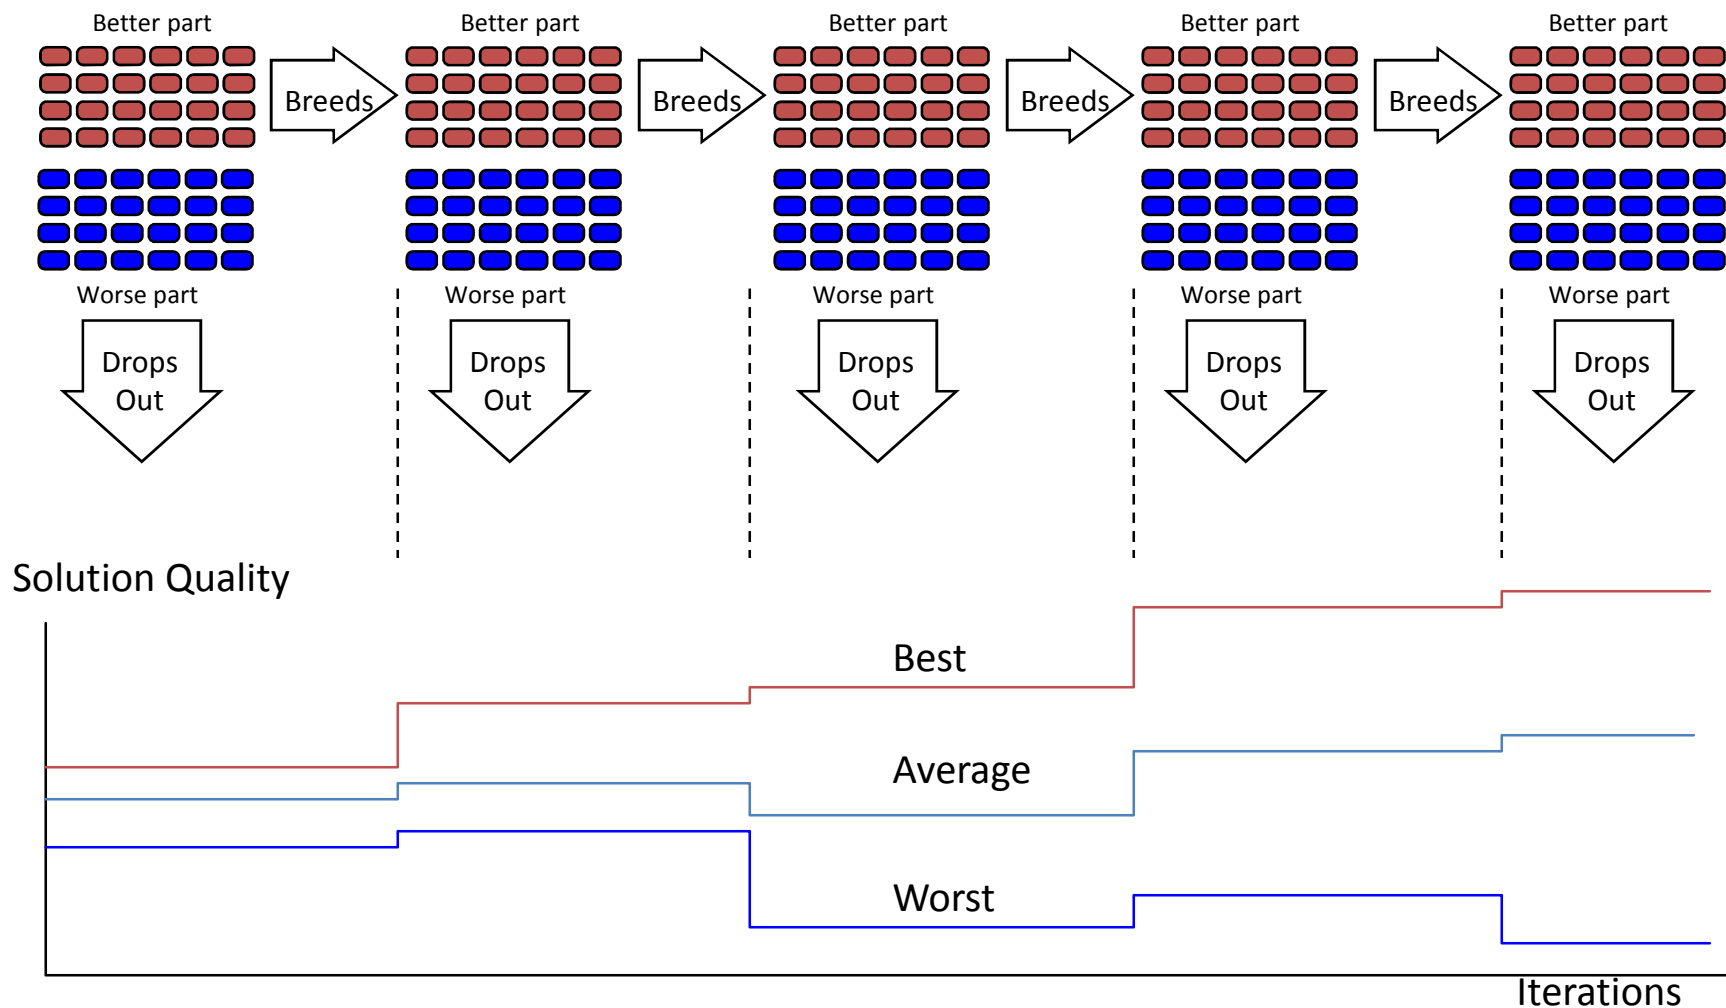 Better part
Better part
Better part
Better part
Better part
Breeds
Breeds
Breeds
Breeds
Worse part
Worse part
Worse part
Worse part
Worse part
Drops
Out
Drops
Out
Drops
Out
Drops
Out
Drops
Out
Solution Quality
Best
Average
Worst
Iterations